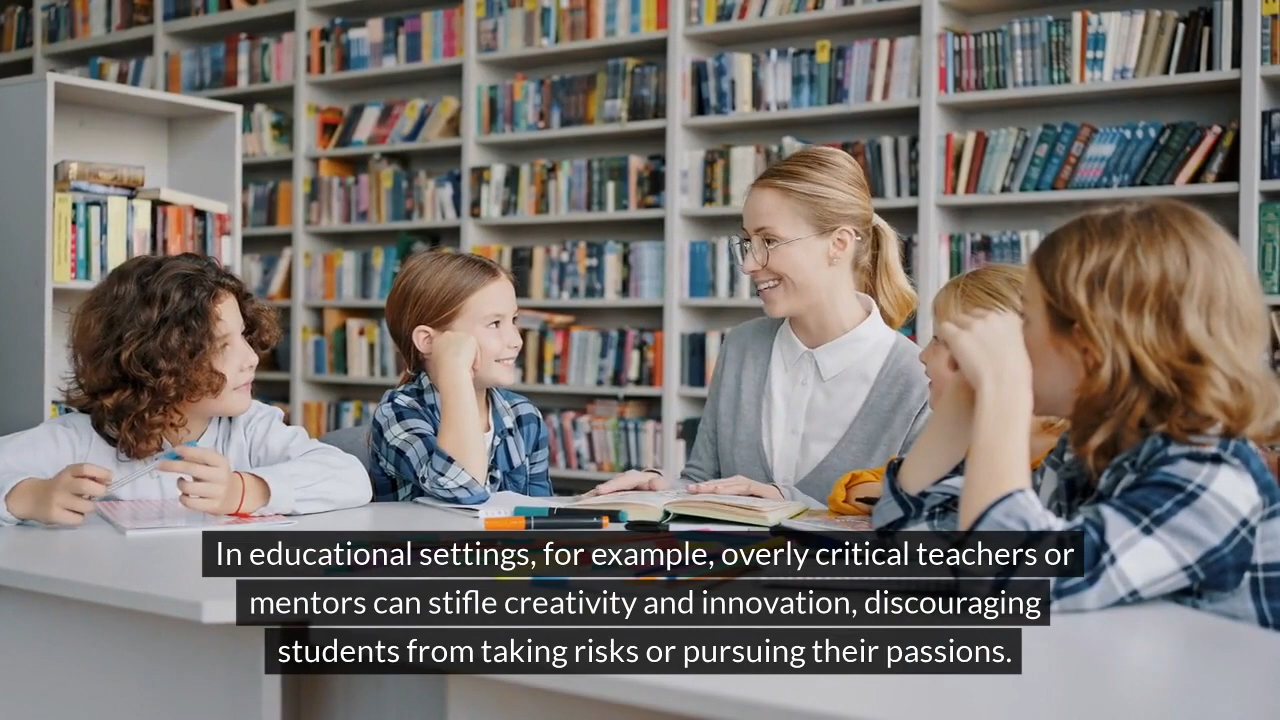 In educational settings, for example, overly critical teachers or
mentors can stifle creativity and innovation, discouraging
students from taking risks or pursuing their passions.